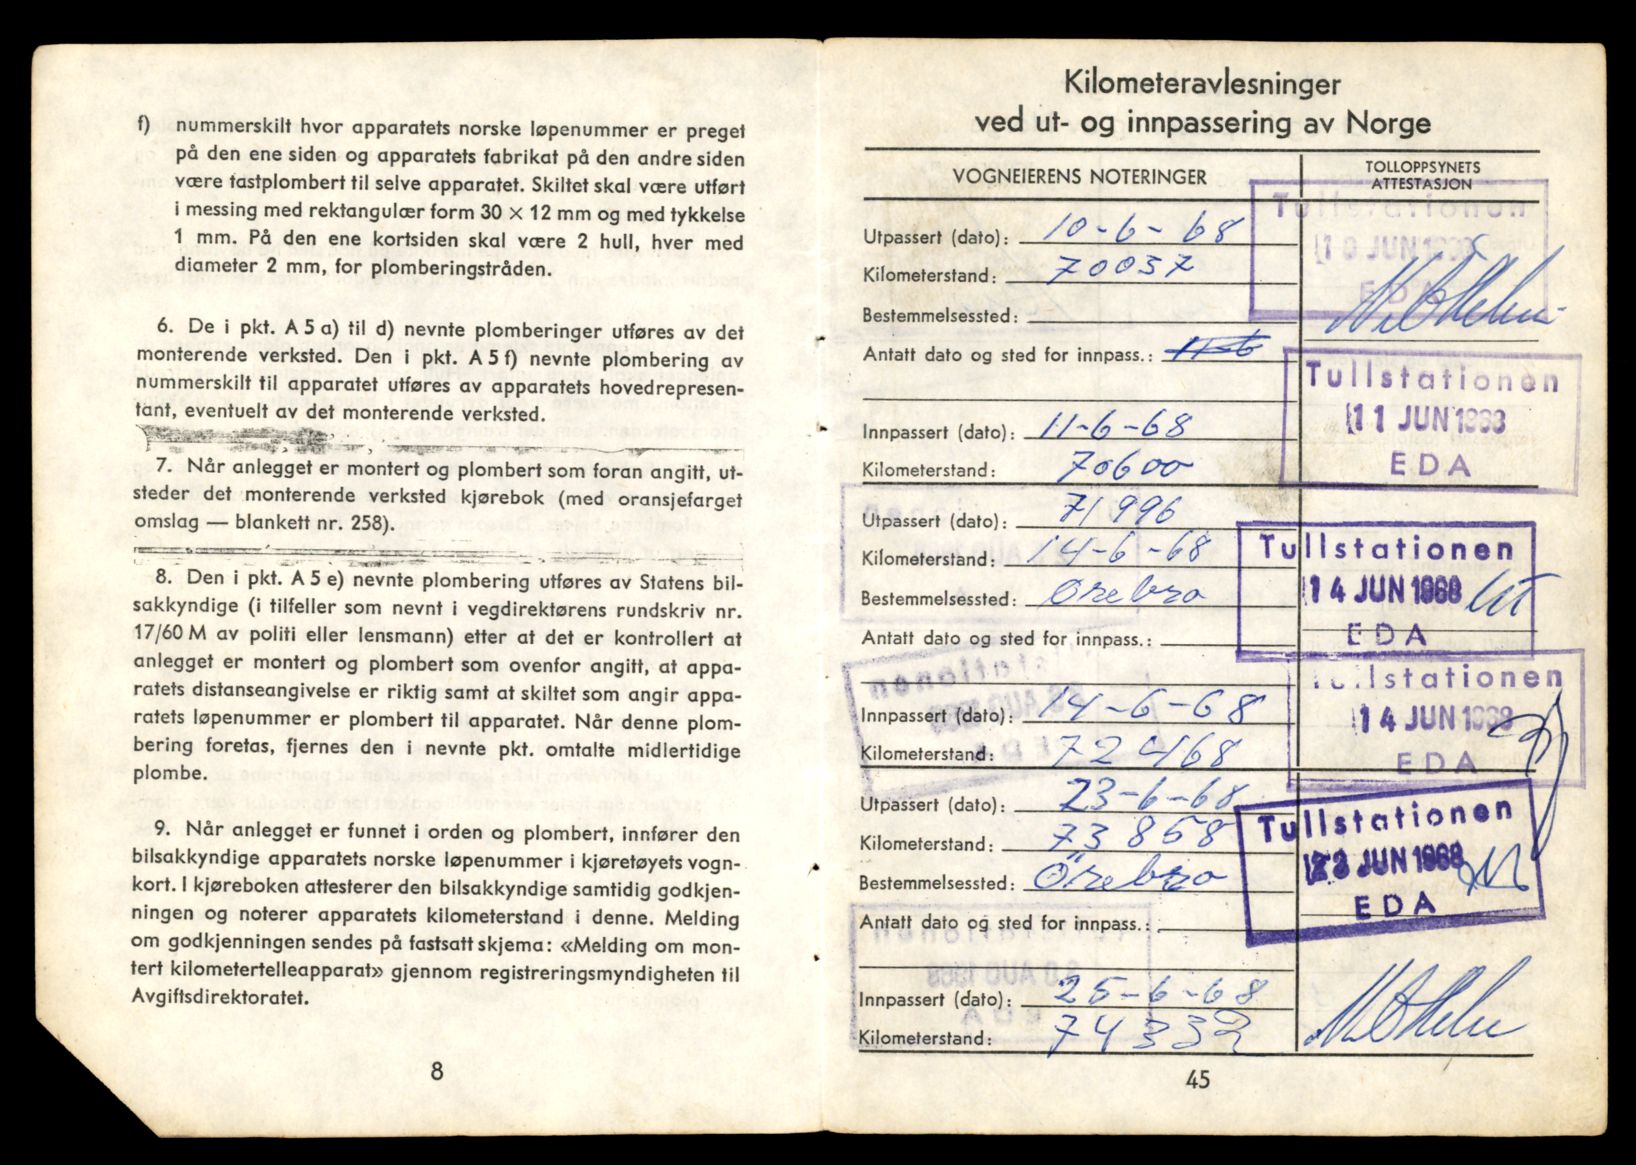 f) nummerskilt hvor apparatets norske løpenummer er preget
på den ene siden og apparatets fabrikat på den andre siden
være fastplombert til selve apparatet. Skiltet skal være utført
i messing med rektangulær form 30 × 12 mm og med tykkelse
1 mm. På den ene kortsiden skal være 2 hull, hver med
diameter 2 mm, for plomberingstråden.
6. De i pkt. A 5 a) til d) nevnte plomberinger utføres av det
monterende verksted. Den i pkt. A 5 f) nevnte plombering av
nummerskilt til apparatet utføres av apparatets hovedrepresen-
tant, eventuelt av det monterende verksted.
7. Når anlegget er montert og plombert som foran angitt, ut-
steder det monterende verksted kjørebok (med oransjefarget
omslag — blankett nr. 258).
8. Den i pkt. A 5 e) nevnte plombering utføres av Statens bil-
sakkyndige (i tilfeller som nevnt i vegdirektørens rundskriv nr.
17/60 M av politi eller lensmann) etter at det er kontrollert at
anlegget er montert og plombert som ovenfor angitt, at appa-
ratets distanseangivelse er riktig samt at skiltet som angir appa-
ratets løpenummer er plombert til apparatet. Når denne plom-
bering foretas, fjernes den i nevnte pkt. omtalte midlertidige
plombe.
9. Når anlegget er funnet i orden og plombert, innfører den
bilsakkyndige apparatets norske løpenummer i kjøretøyets vogn-
kort. I kjøreboken attesterer den bilsakkyndige samtidig godkjen-
ningen og noterer apparatets kilometerstand i denne. Melding
om godkjenningen sendes på fastsatt skjema: «Melding om mon-
tert kilometertelleapparat» gjennom registreringsmyndigheten til
Avgiftsdirektoratet.
8
Kilometeravlesninger
ved ut- og innpassering av Norge
VOGNEIERENS NOTERINGER
TOLLOPPSYNETS
ATTESTASJON
Utpassert (dato): 10-6-68
Kilometerstand: 70037
Bestemmelsessted:
Antatt dato og sted for innpass.: 11-6
Tullstationen
10 JUN 1968
EDA
Innpassert (dato): 11-6-68
Kilometerstand: 70600
Tullstationen
11 JUN 1968
EDA
Utpassert (dato): 71996
Kilometerstand: 14-6-68
Bestemmelsessted: Örebro
Antatt dato og sted for innpass.:
Tullstationen
14 JUN 1968 Ut
EDA
Innpassert (dato): 14-6-68
Kilometerstand: 72468
Tullstationen
14 JUN 1968
EDA
Utpassert (dato): 23-6-68
Kilometerstand: 73858
Bestemmelsessted: Örebro
Antatt dato og sted for innpass.:
Tullstationen
23 JUN 1968
EDA
Innpassert (dato): 25-6-68
Kilometerstand: 74332
45